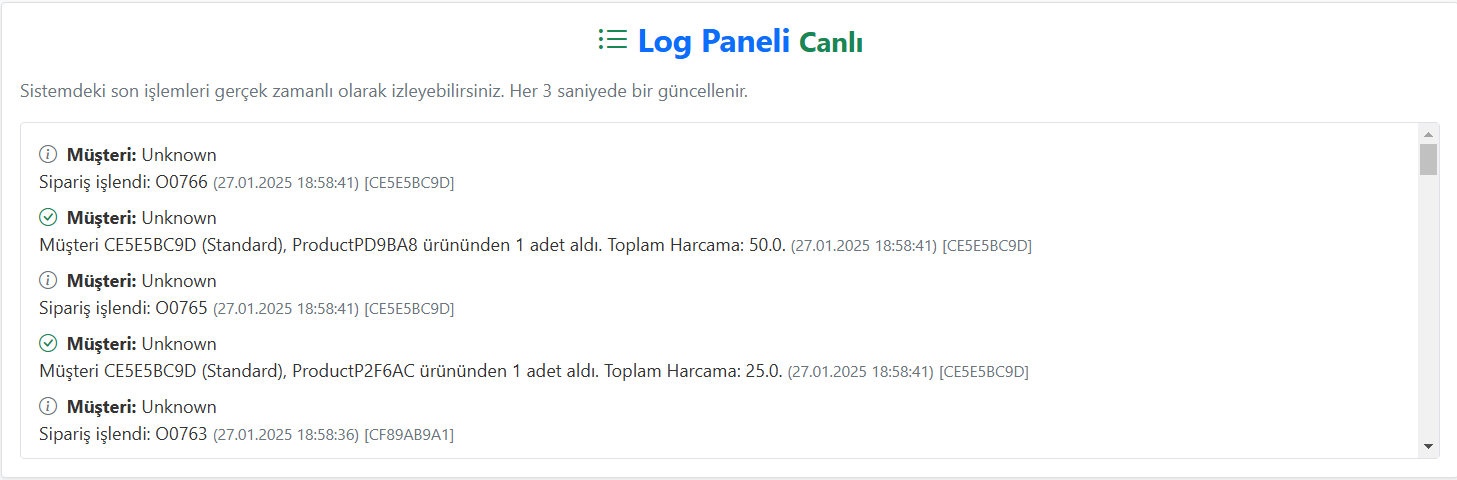 Log Paneli Canlı
Sistemdeki son işlemleri gerçek zamanlı olarak izleyebilirsiniz. Her 3 saniyede bir güncellenir.
Müşteri: Unknown
Sipariş işlendi: O0766 (27.01.2025 18:58:41) [CE5E5BC9D]
Müşteri: Unknown
Müşteri CE5E5BC9D (Standard), ProductPD9BA8 ürününden 1 adet aldı. Toplam Harcama: 50.0. (27.01.2025 18:58:41) [CE5E5BC9D]
Müşteri: Unknown
Sipariş işlendi: O0765 (27.01.2025 18:58:41) [CE5E5BC9D]
Müşteri: Unknown
Müşteri CE5E5BC9D (Standard), ProductP2F6AC ürününden 1 adet aldı. Toplam Harcama: 25.0. (27.01.2025 18:58:41) [CE5E5BC9D]
Müşteri: Unknown
Sipariş işlendi: O0763 (27.01.2025 18:58:36) [CF89AB9A1]